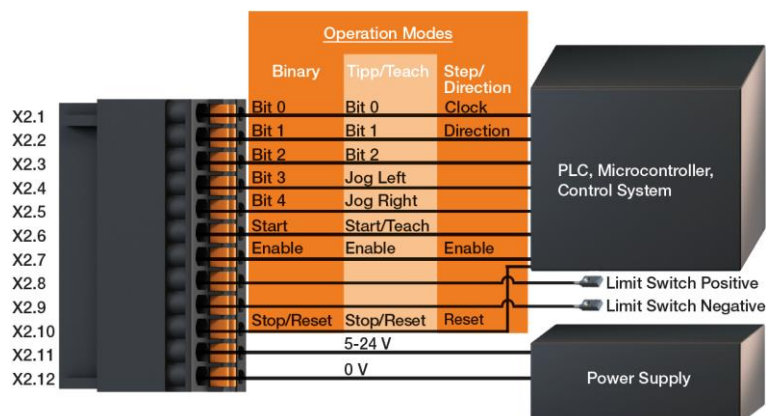 Operation Modes
Binary Tipp/Teach Step/
Direction
X2.1 Bit 0 Bit 0 Clock
X2.2 Bit 1 Bit 1 Direction
X2.3 Bit 2 Bit 2
X2.4 Bit 3 Jog Left
X2.5 Bit 4 Jog Right
X2.6 Start Start/Teach
X2.7 Enable Enable Enable
X2.8
X2.9
X2.10 Stop/Reset Stop/Reset Reset
X2.11 5-24 V
X2.12 0 V
PLC, Microcontroller,
Control System
Limit Switch Positive
Limit Switch Negative
Power Supply